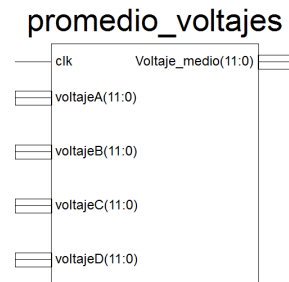 promedio_voltajes
clk
Voltaje_medio(11:0)
voltajeA(11:0)
voltajeB(11:0)
voltajeC(11:0)
voltajeD(11:0)